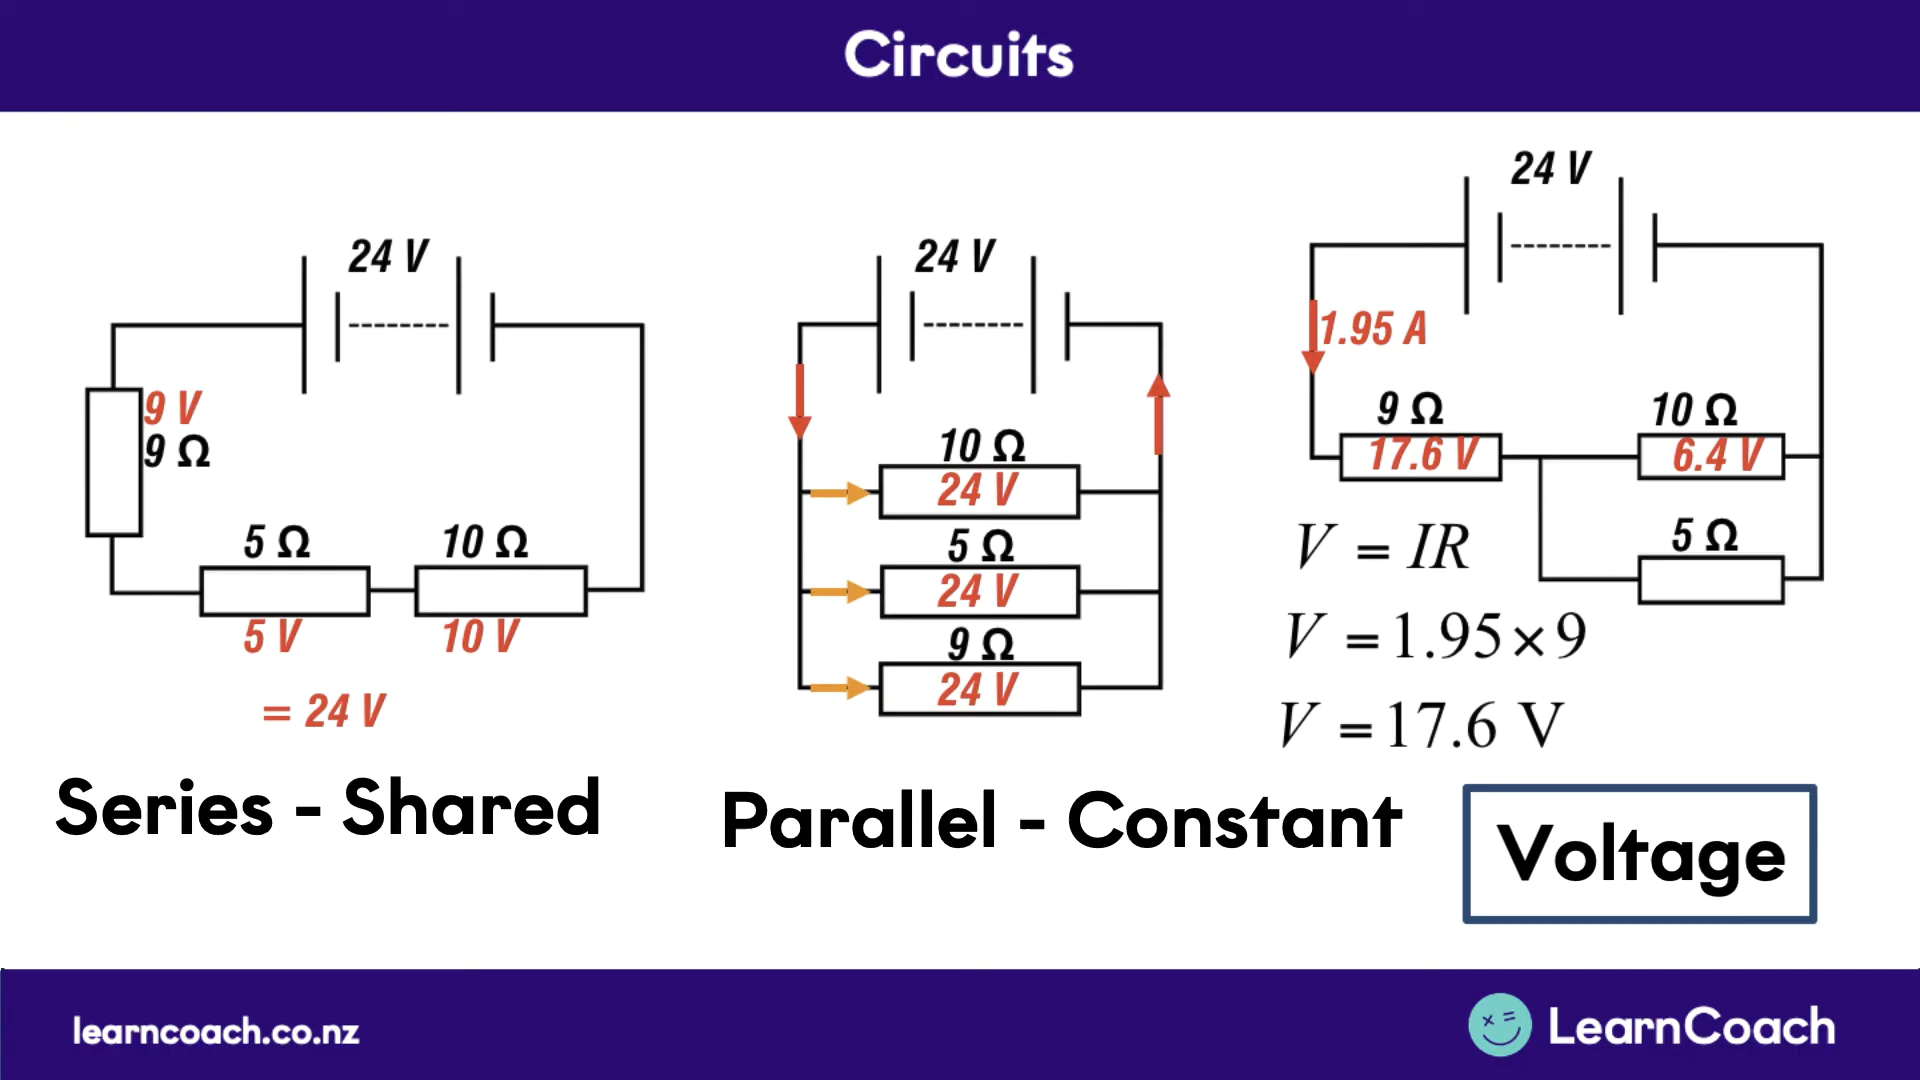 Circuits
24 V
9 V
9 Ω
5 Ω
10 Ω
5 V
10 V
= 24 V
Series - Shared
24 V
10 Ω
24 V
5 Ω
24 V
9 Ω
24 V
Parallel - Constant
24 V
1.95 A
9 Ω
10 Ω
17.6 V
6.4 V
5 Ω
V = IR
V = 1.95 × 9
V = 17.6 V
Voltage
learncoach.co.nz
× =
LearnCoach